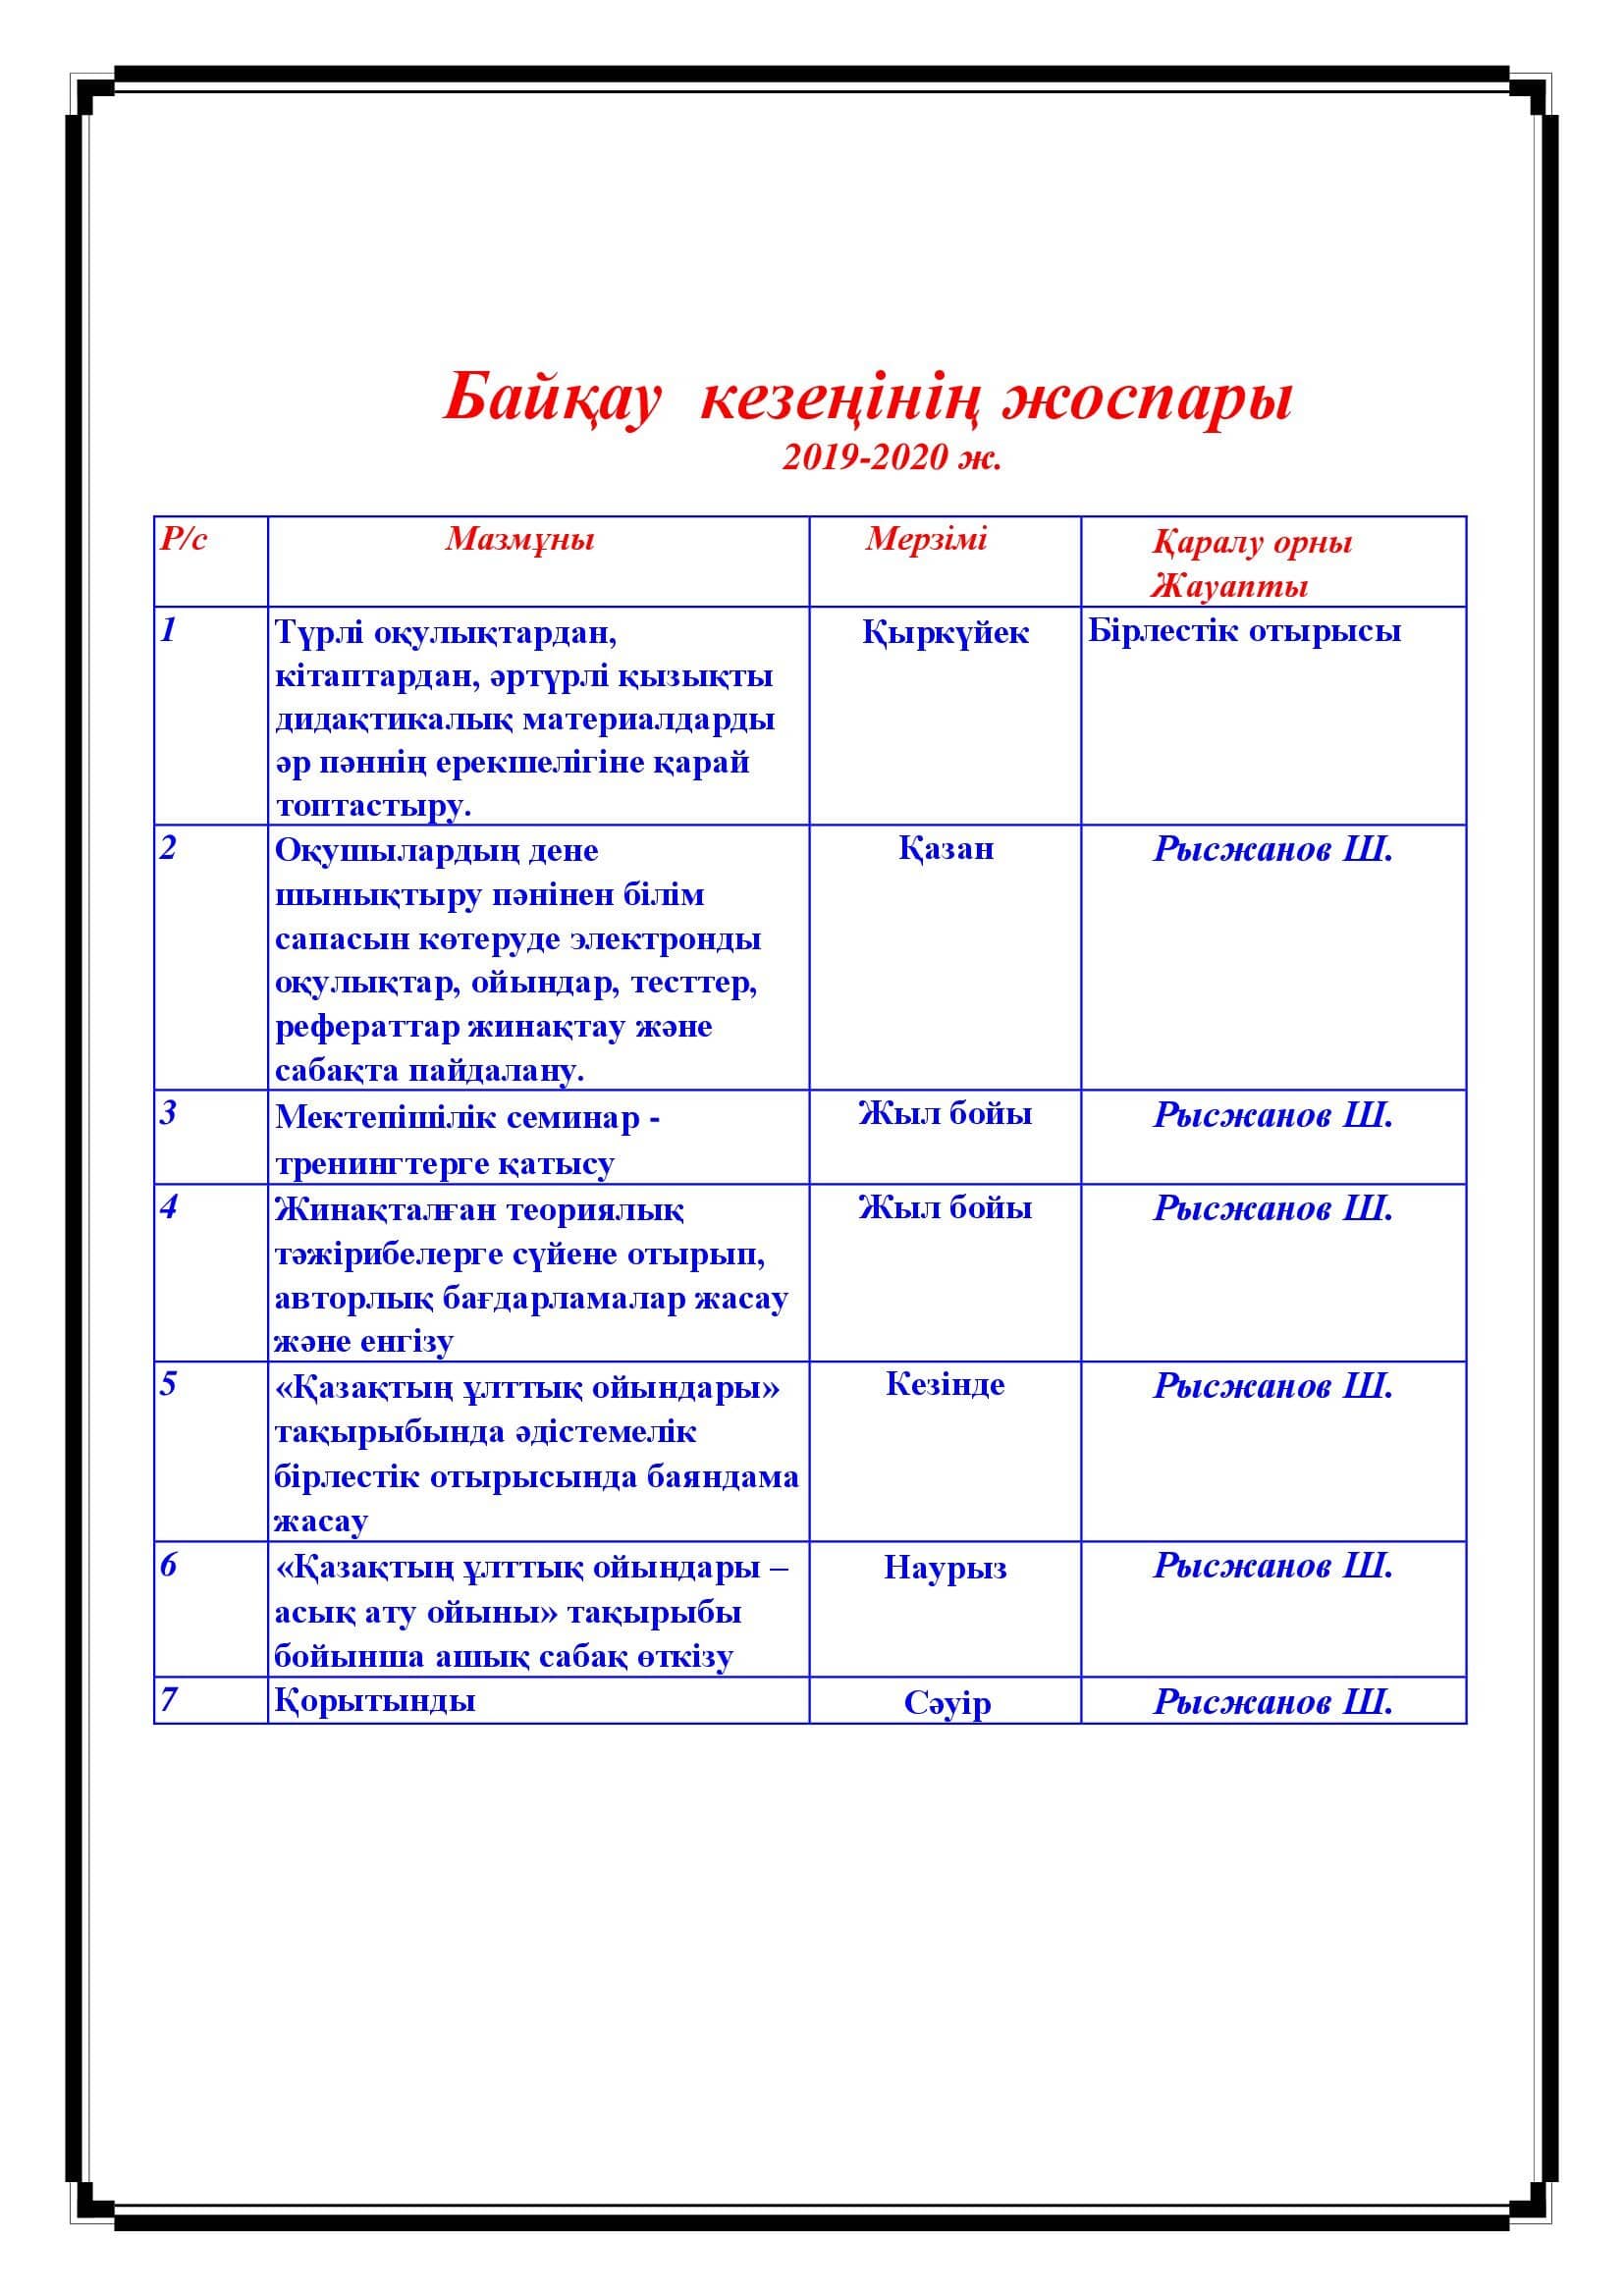 Байқау кезеңінің жоспары
2019-2020 ж.
Р/с Мазмұны Мерзімі Қаралу орны
Жауапты
1 Түрлі оқулықтардан, Қыркүйек Бірлестік отырысы
кітаптардан, әртүрлі қызықты
дидақтикалық материалдарды
әр пәннің ерекшелігіне қарай
топтастыру.
2 Оқушылардың дене Қазан Рысжанов Ш.
шынықтыру пәнінен білім
сапасын көтеруде электронды
оқулықтар, ойындар, тесттер,
рефераттар жинақтау және
сабақта пайдалану.
3 Мектепішілік семинар - Жыл бойы Рысжанов Ш.
тренингтерге қатысу
4 Жинақталған теориялық Жыл бойы Рысжанов Ш.
тәжірибелерге сүйене отырып,
авторлық бағдарламалар жасау
және енгізу
5 «Қазақтың ұлттық ойындары» Кезінде Рысжанов Ш.
тақырыбында әдістемелік
бірлестік отырысында баяндама
жасау
6 «Қазақтың ұлттық ойындары – Наурыз Рысжанов Ш.
асық ату ойыны» тақырыбы
бойынша ашық сабақ өткізу
7 Қорытынды Сәуір Рысжанов Ш.